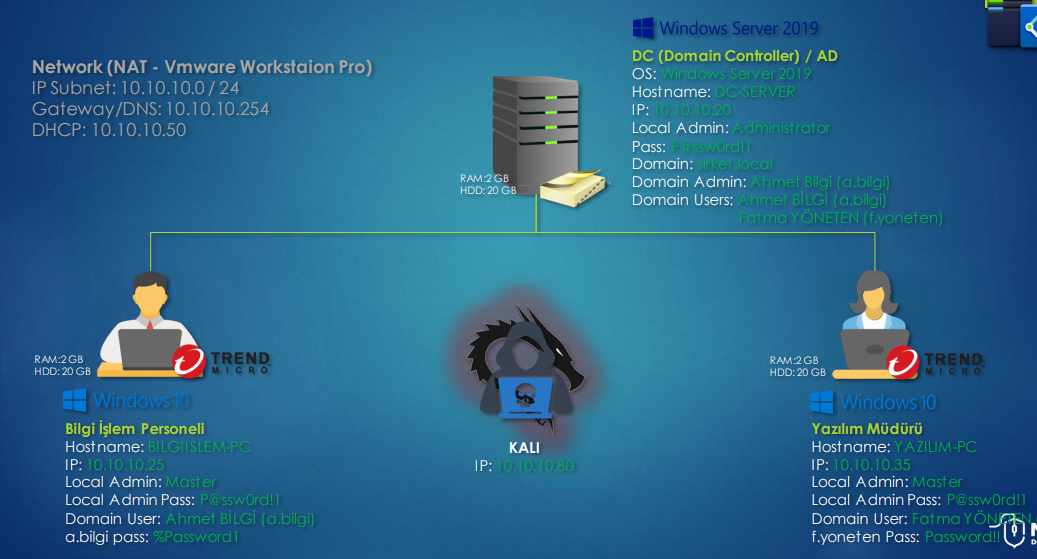 Windows Server 2019
Network (NAT - Vmware Workstaion Pro)
IP Subnet: 10.10.10.0 / 24
Gateway/DNS: 10.10.10.254
DHCP: 10.10.10.50
DC (Domain Controller) / AD
OS: Windows Server 2019
Hostname: DC-SERVER
IP: 10.10.10.20
Local Admin: Administrator
Pass: P@ssw0rd!1
Domain: sirket.local
Domain Admin: Ahmet Bilgi (a.bilgi)
Domain Users: Ahmet BİLGİ (a.bilgi)
Fatma YÖNETEN (f.yoneten)
RAM:2 GB
HDD: 20 GB
RAM:2 GB
HDD: 20 GB
TREND
MICRO
Windows 10
Bilgi İşlem Personeli
Hostname: BILGIISLEM-PC
IP: 10.10.10.25
Local Admin: Master
Local Admin Pass: P@ssw0rd!1
Domain User: Ahmet BİLGİ (a.bilgi)
a.bilgi pass: %Password1
KALI
IP: 10.10.10.80
RAM:2 GB
HDD: 20 GB
TREND
MICRO
Windows 10
Yazılım Müdürü
Hostname: YAZILIM-PC
IP: 10.10.10.35
Local Admin: Master
Local Admin Pass: P@ssw0rd!1
Domain User: Fatma YÖNETEN
f.yoneten Pass: Password!!